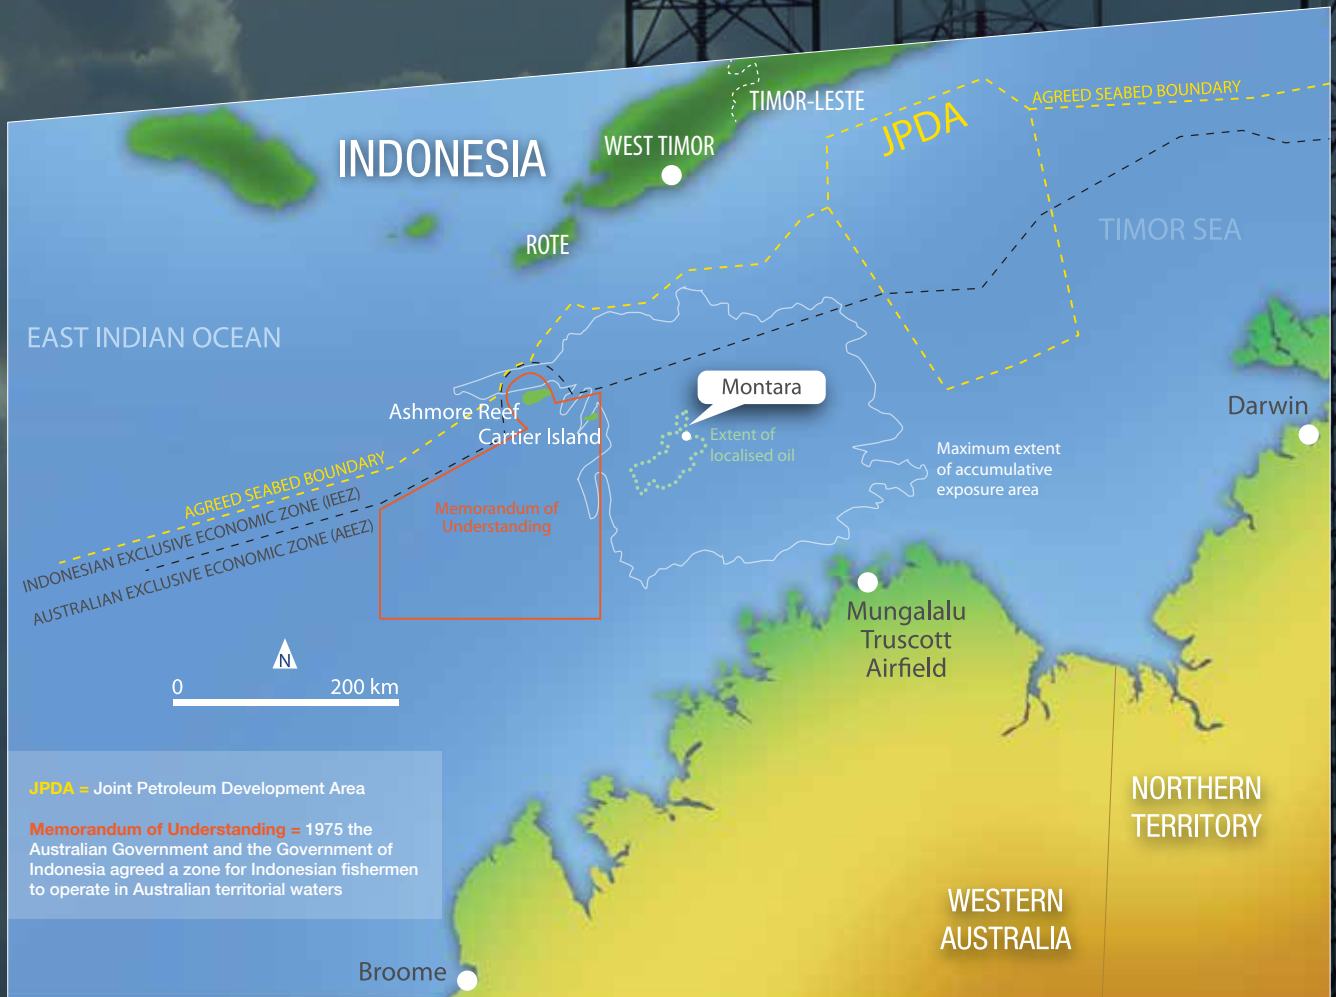 TIMOR-LESTE
JPDA
AGREED SEABED BOUNDARY
INDONESIA
WEST TIMOR
TIMOR SEA
ROTE
EAST INDIAN OCEAN
Montara
Ashmore Reef
Cartier Island
Extent of
localised oil
Darwin
Maximum extent
of accumulative
exposure area
AGREED SEABED BOUNDARY
INDONESIAN EXCLUSIVE ECONOMIC ZONE (IEEZ)
AUSTRALIAN EXCLUSIVE ECONOMIC ZONE (AEEZ)
Memorandum of
Understanding
Mungalalu
Truscott
Airfield
N
0 200 km
JPDA = Joint Petroleum Development Area
Memorandum of Understanding = 1975 the
Australian Government and the Government of
Indonesia agreed a zone for Indonesian fishermen
to operate in Australian territorial waters
NORTHERN
TERRITORY
WESTERN
AUSTRALIA
Broome